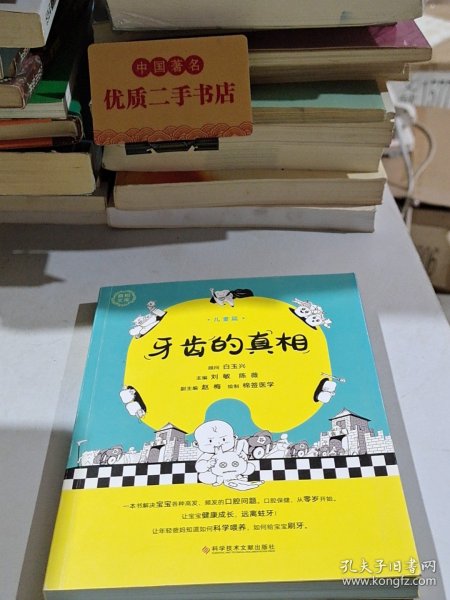 中国著名
优质二手书店
·儿童篇·
牙齿的真相
顾问 白玉兴
主编 刘敏 陈薇
副主编 赵梅 绘制 棉签医学
一本书解决宝宝各种高发、频发的口腔问题。口腔保健，从零岁开始。
让宝宝健康成长，远离蛀牙！
让年轻爸妈知道如何科学喂养，如何给宝宝刷牙。
科学技术文献出版社
孔夫子旧书网
www.kongfz.com